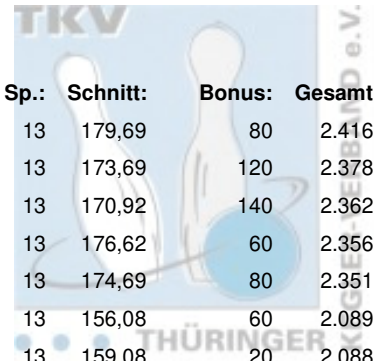 TKV
Sp.: Schnitt: Bonus: Gesamt
13 179,69 80 2.416
13 173,69 120 2.378
13 170,92 140 2.362
13 176,62 60 2.356
13 174,69 80 2.351
13 156,08 60 2.089
13 159,08 20 2.088
THÜRINGER KEGLER-VERBAND e.V.